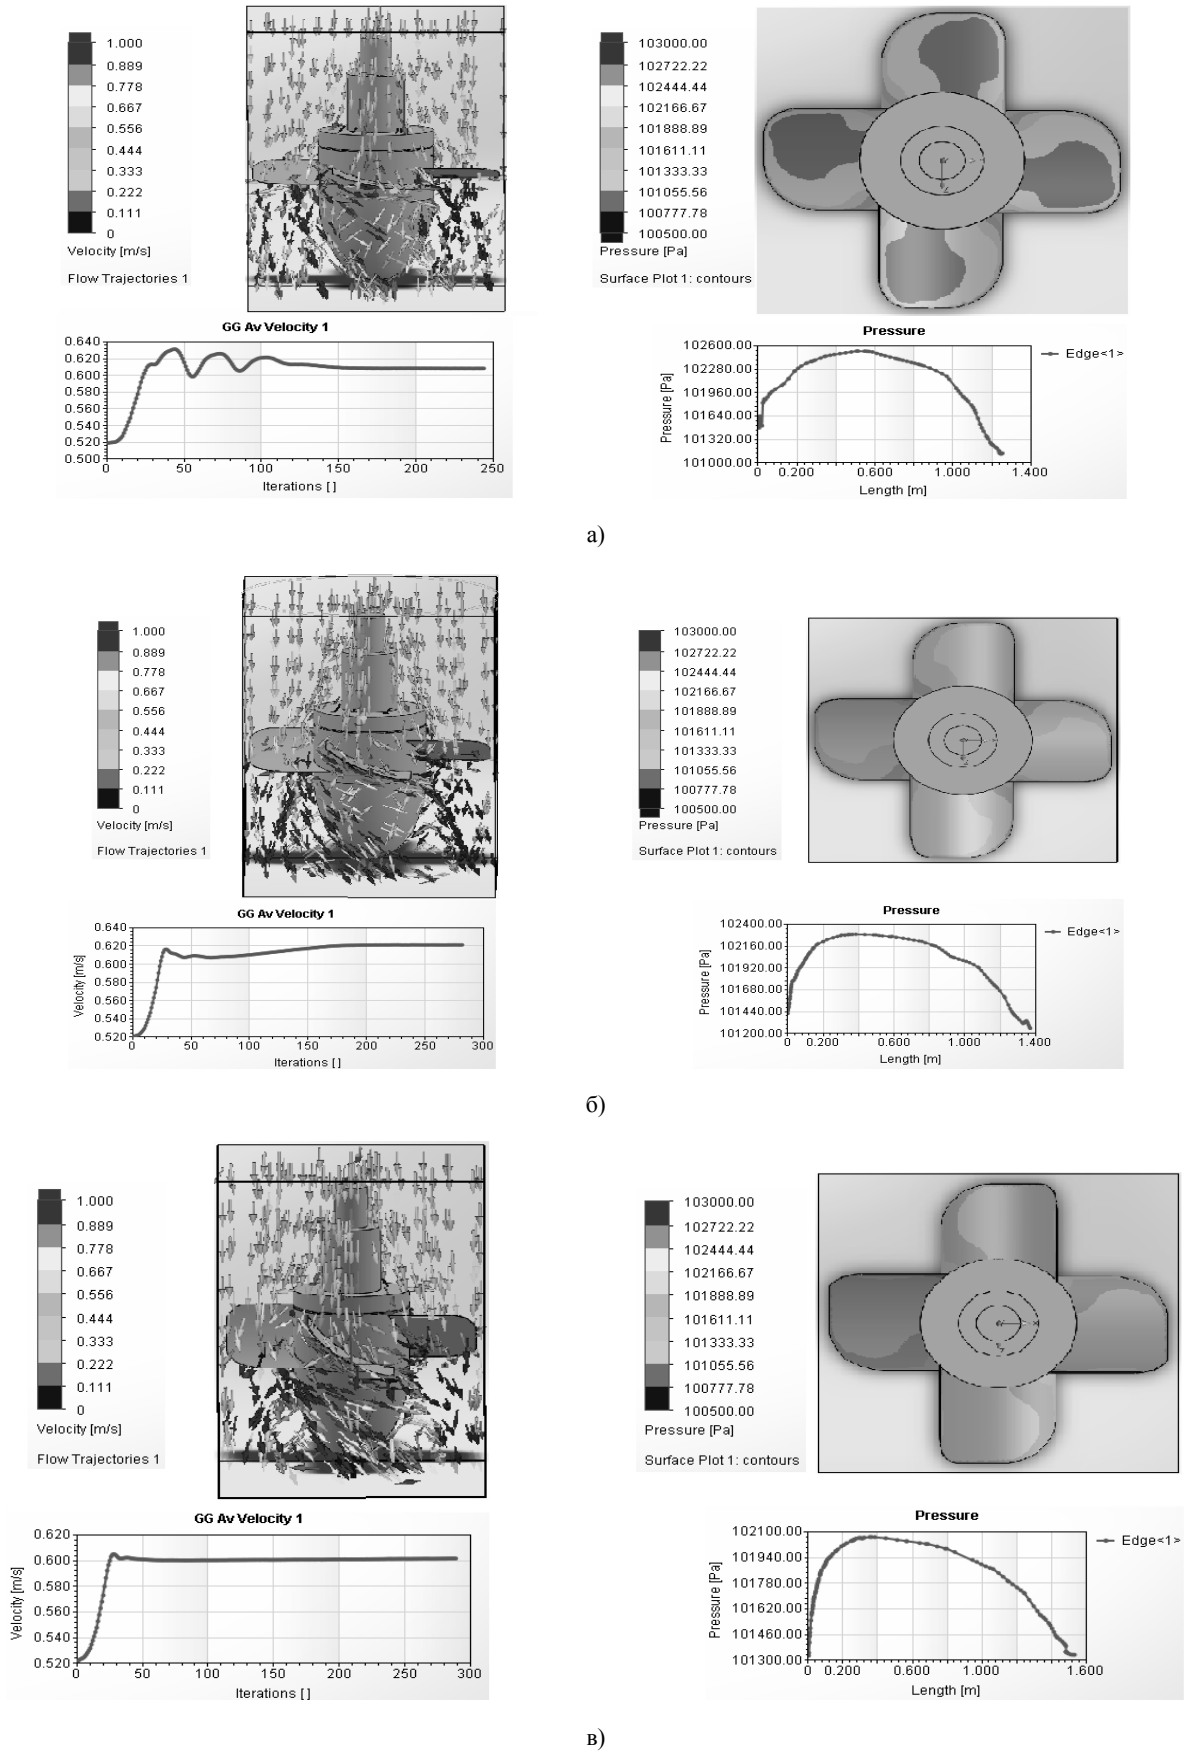 1.000
0.889
0.778
0.667
0.556
0.444
0.333
0.222
0.111
0
Velocity [m/s]
Flow Trajectories 1
103000.00
102722.22
102444.44
102166.67
101888.89
101611.11
101333.33
101055.56
100777.78
100500.00
Pressure [Pa]
Surface Plot 1: contours
GG Av Velocity 1
0.640
0.620
0.600
0.580
0.560
0.540
0.520
0.500
0 50 100 150 200 250
Iterations [ ]
Pressure
102600.00
102280.00
101960.00
101640.00
101320.00
101000.00
Pressure [Pa]
0 0.200 0.600 1.000 1.400
Length [m]
Edge<1>
а)
1.000
0.889
0.778
0.667
0.556
0.444
0.333
0.222
0.111
0
Velocity [m/s]
Flow Trajectories 1
103000.00
102722.22
102444.44
102166.67
101888.89
101611.11
101333.33
101055.56
100777.78
100500.00
Pressure [Pa]
Surface Plot 1: contours
GG Av Velocity 1
0.640
0.620
0.600
0.580
0.560
0.540
0.520
Velocity [m/s]
0 50 100 150 200 250 300
Iterations [ ]
Pressure
102400.00
102160.00
101920.00
101680.00
101440.00
101200.00
Pressure [Pa]
0 0.200 0.600 1.000 1.400
Length [m]
Edge<1>
б)
1.000
0.889
0.778
0.667
0.556
0.444
0.333
0.222
0.111
0
Velocity [m/s]
Flow Trajectories 1
103000.00
102722.22
102444.44
102166.67
101888.89
101611.11
101333.33
101055.56
100777.78
100500.00
Pressure [Pa]
Surface Plot 1: contours
GG Av Velocity 1
0.620
0.600
0.580
0.560
0.540
0.520
Velocity [m/s]
0 50 100 150 200 250 300
Iterations [ ]
Pressure
102100.00
101940.00
101780.00
101620.00
101460.00
101300.00
Pressure [Pa]
0 0.200 0.600 1.000 1.600
Length [m]
Edge<1>
в)